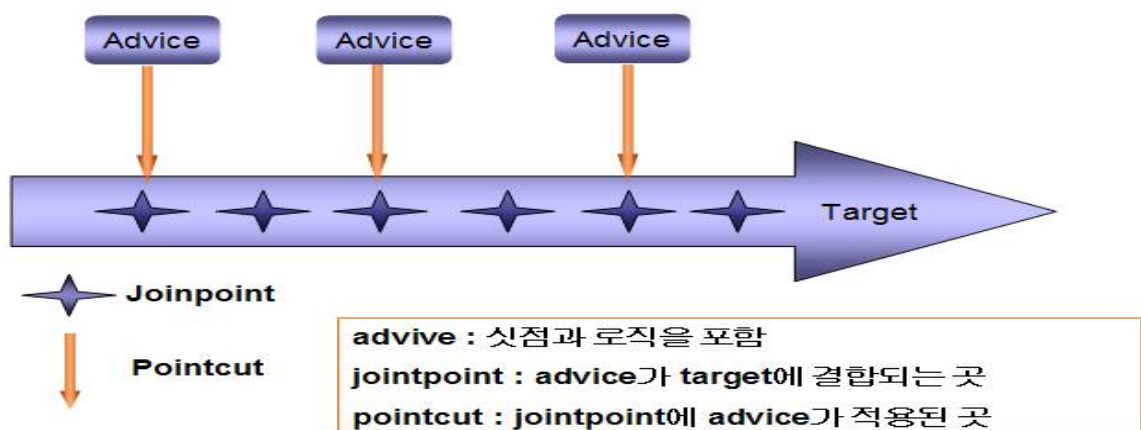 Advice Advice Advice
Target
Joinpoint
Pointcut
advive : 싯점과 로직을 포함
jointpoint : advice가 target에 결합되는 곳
pointcut : jointpoint에 advice가 적용된 곳